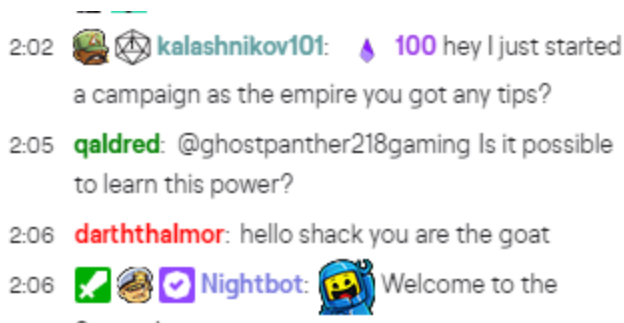 2:02 kalashnikov101: 100 hey I just started
a campaign as the empire you got any tips?
2:05 qaldred: @ghostpanther218gaming Is it possible
to learn this power?
2:06 darththalmor: hello shack you are the goat
2:06 Nightbot: Welcome to the